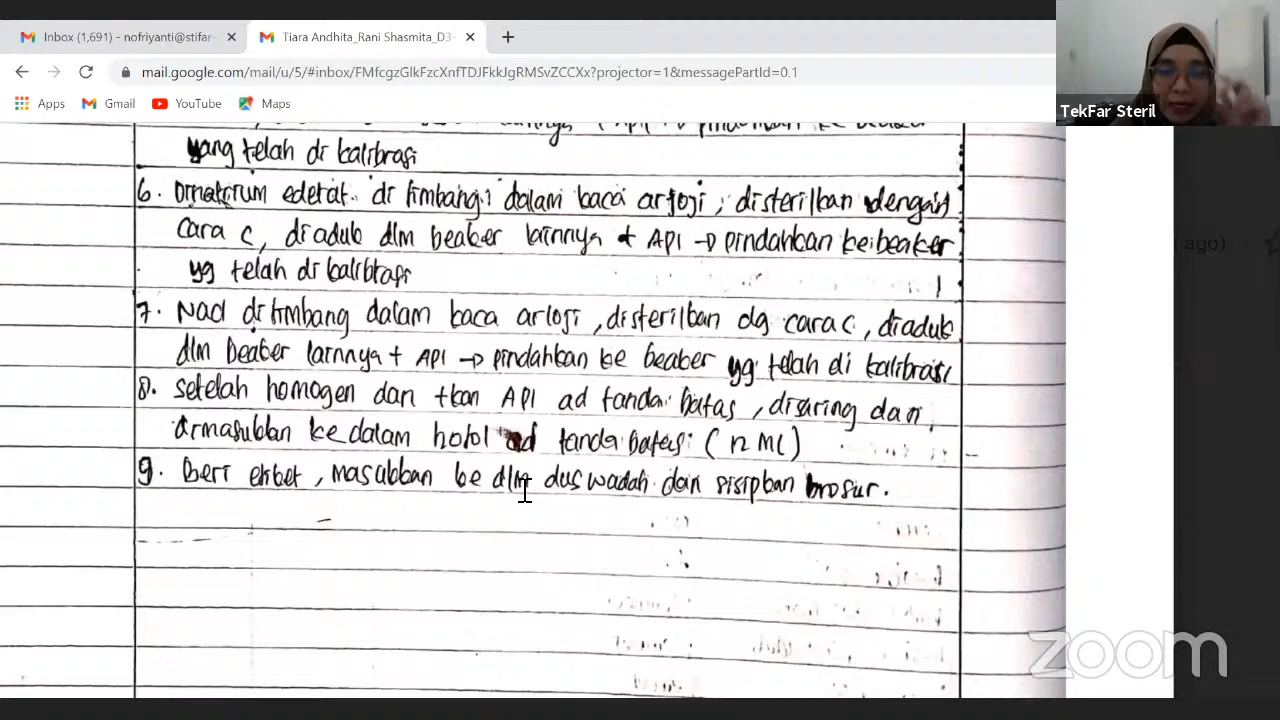 Inbox (1,691) - nofriyanti@stifar-
Tiara Andhita_Rani Shasmita_D3-
mail.google.com/mail/u/5/#inbox/FMfcgzGlkFzcXnfTDJFkkJgRMSvZCCXx?projector=1&messagePartId=0.1
Apps Gmail YouTube Maps
TekFar Steril
ago)
yang telah di kalibrasi
6. edetat di timbang dalam kaca arloji, disterilkan dengan
cara c, diaduk dlm beaker lainnya + API → pindahkan ke beaker
yg telah di kalibrasi
7. Nacl di timbang dalam kaca arloji, disterilkan dg cara c, diaduk
dlm beaker lainnya + API → pindahkan ke beaker yg telah di kalibrasi
8. setelah homogen dan +kan API ad tanda batas, disaring dan
dimasukkan kedalam botol ad tanda batas (12 ml)
9. beri etiket, masukkan ke dlm dus wadah dan sisipkan brosur.
zoom